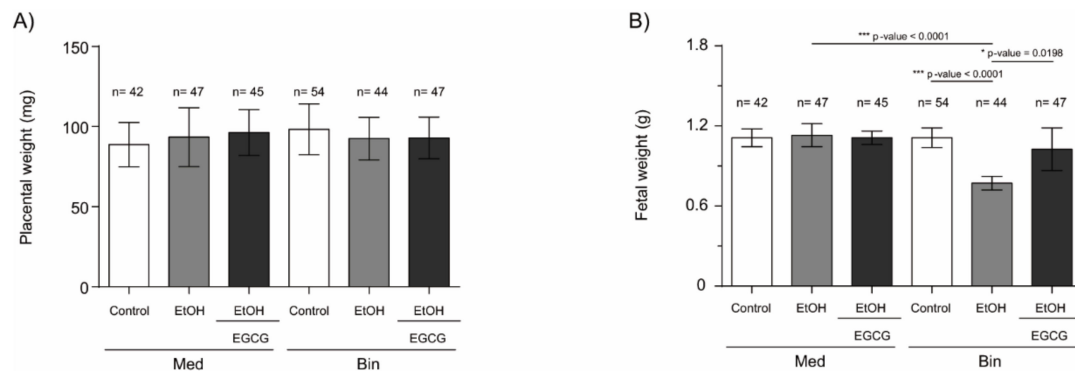 A)
Placental weight (mg)
150
100
50
0
n= 42
n= 47
n= 45
n= 54
n= 44
n= 47
Control
EtOH
EtOH
Control
EtOH
EtOH
EGCG
EGCG
Med
Bin
B)
Fetal weight (g)
1.8
1.2
0.6
0
*** p-value < 0.0001
* p-value = 0.0198
*** p-value < 0.0001
n= 42
n= 47
n= 45
n= 54
n= 44
n= 47
Control
EtOH
EtOH
Control
EtOH
EtOH
EGCG
EGCG
Med
Bin